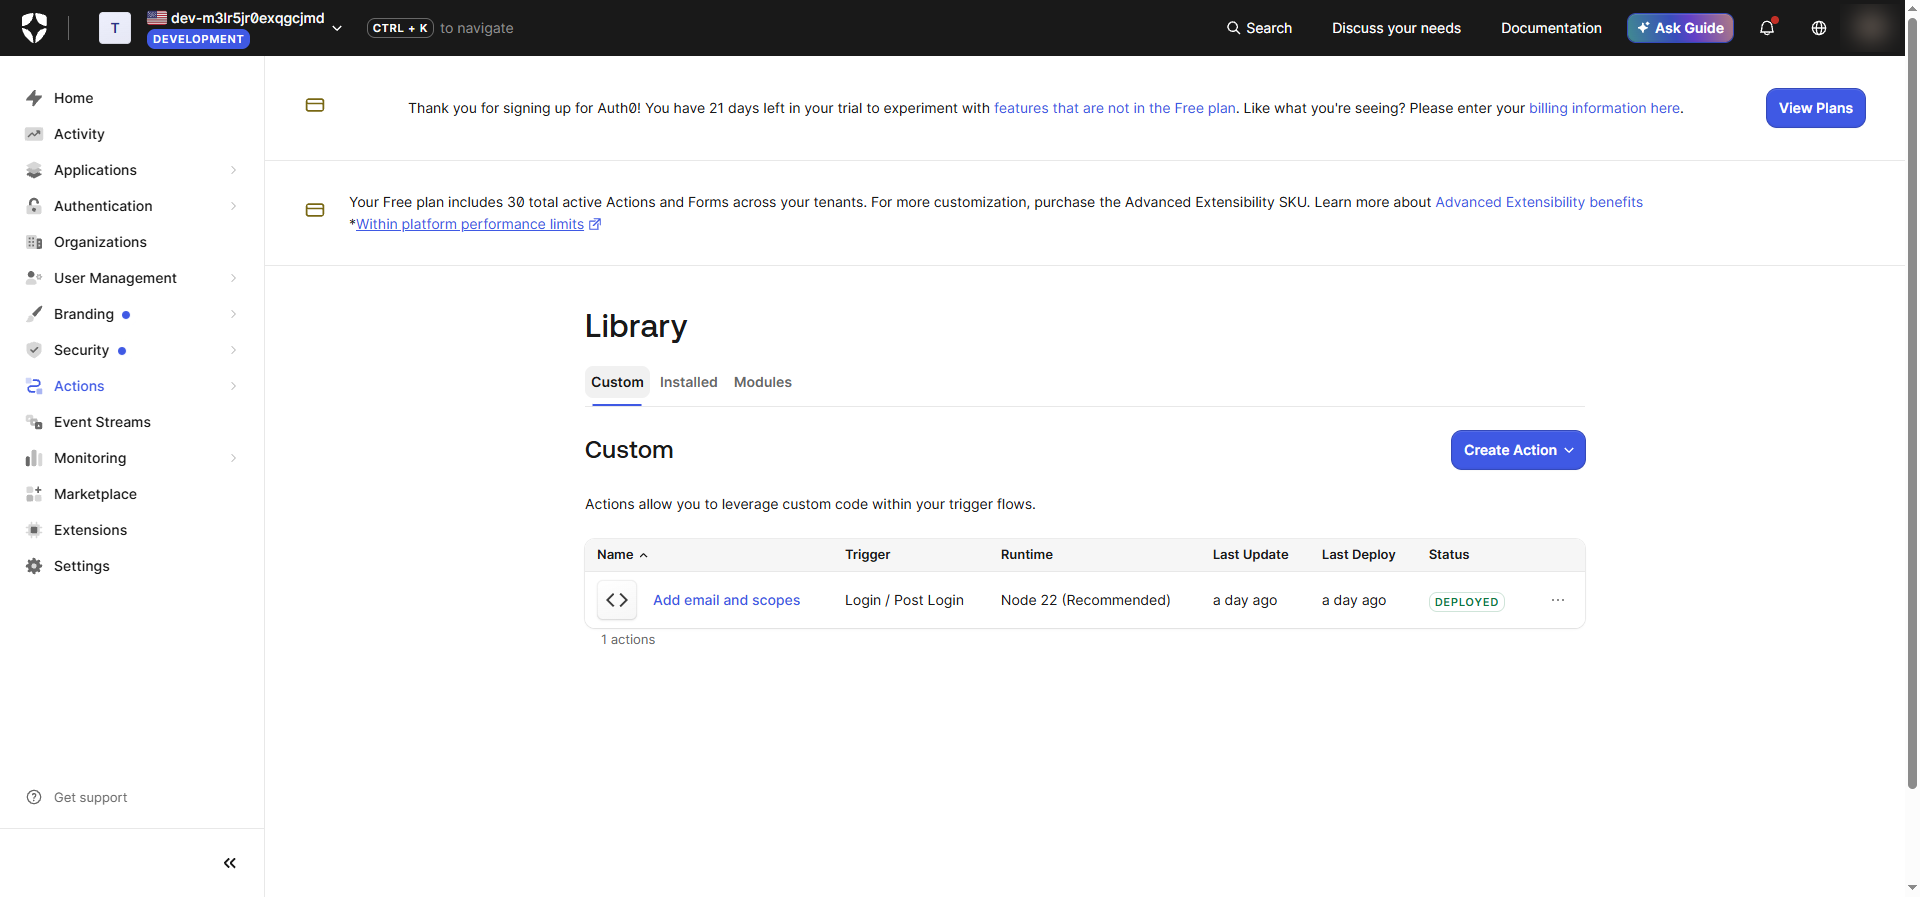 T
dev-m3lr5jr0exqgcjmd
DEVELOPMENT
CTRL + K to navigate
Search
Discuss your needs
Documentation
Ask Guide
Home
Activity
Applications
Authentication
Organizations
User Management
Branding
Security
Actions
Event Streams
Monitoring
Marketplace
Extensions
Settings
Get support
Thank you for signing up for Auth0! You have 21 days left in your trial to experiment with features that are not in the Free plan. Like what you're seeing? Please enter your billing information here.
View Plans
Your Free plan includes 30 total active Actions and Forms across your tenants. For more customization, purchase the Advanced Extensibility SKU. Learn more about Advanced Extensibility benefits
*Within platform performance limits
Library
Custom Installed Modules
Custom
Create Action
Actions allow you to leverage custom code within your trigger flows.
Name Trigger Runtime Last Update Last Deploy Status
Add email and scopes Login / Post Login Node 22 (Recommended) a day ago a day ago DEPLOYED
1 actions